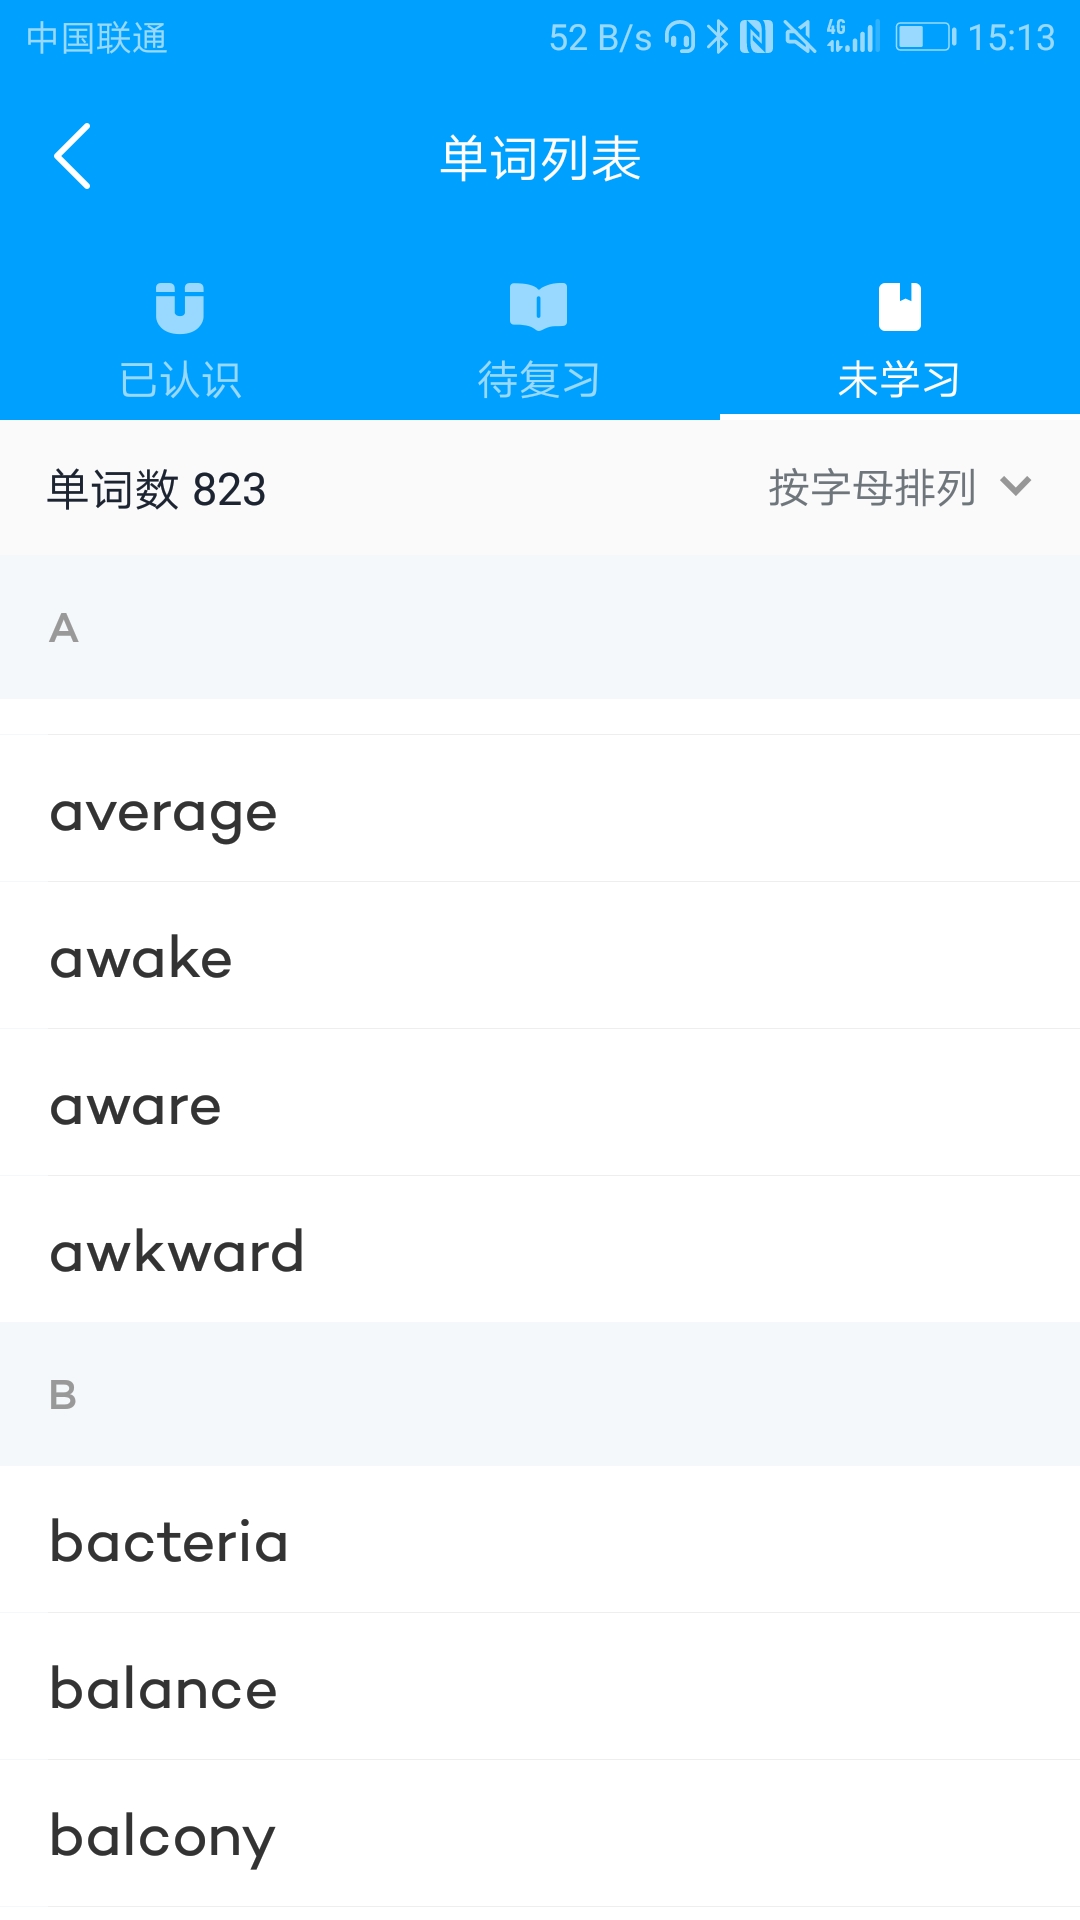 中国联通 52 B/s 4G 15:13
单词列表
已认识 待复习 未学习
单词数 823 按字母排列
A
average
awake
aware
awkward
B
bacteria
balance
balcony